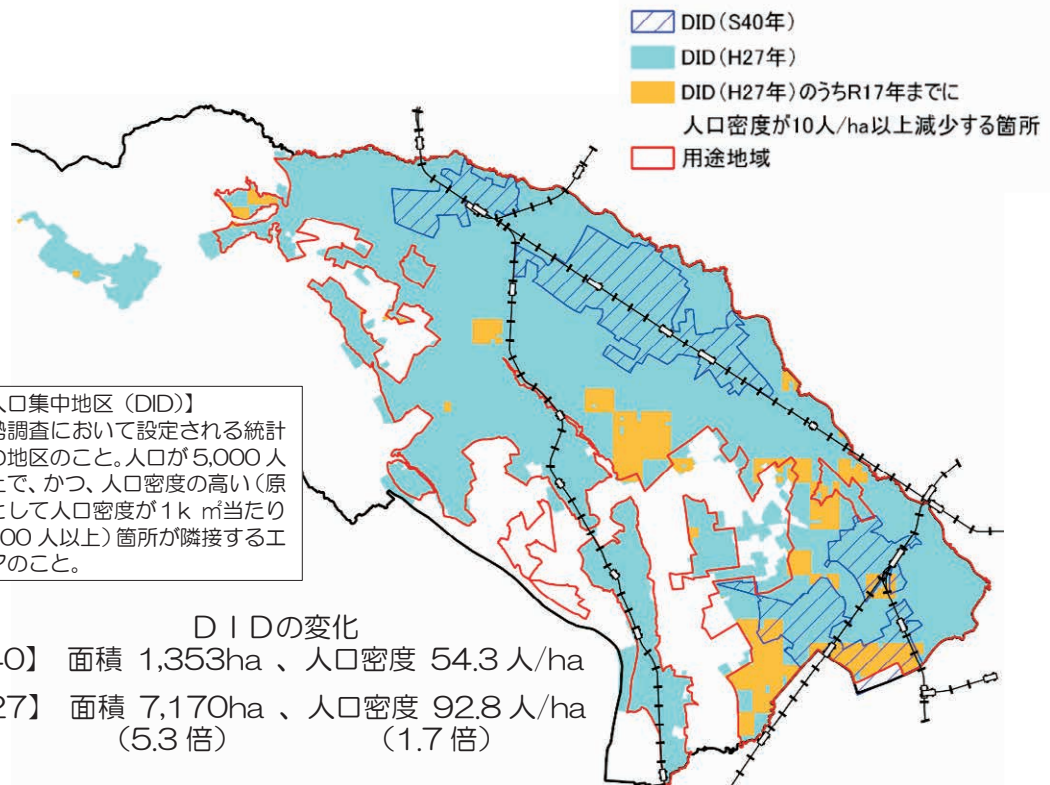 DID(S40年)
DID(H27年)
DID(H27年)のうちR17年までに
人口密度が10人/ha以上減少する箇所
用途地域
人口集中地区(DID)】
勢調査において設定される統計
の地区のこと。人口が5,000人
上で、かつ、人口密度の高い(原
として人口密度が1k㎡当たり
00人以上)箇所が隣接するエ
アのこと。
DIDの変化
0】 面積 1,353ha 、人口密度 54.3人/ha
27】 面積 7,170ha 、人口密度 92.8人/ha
(5.3倍) (1.7倍)